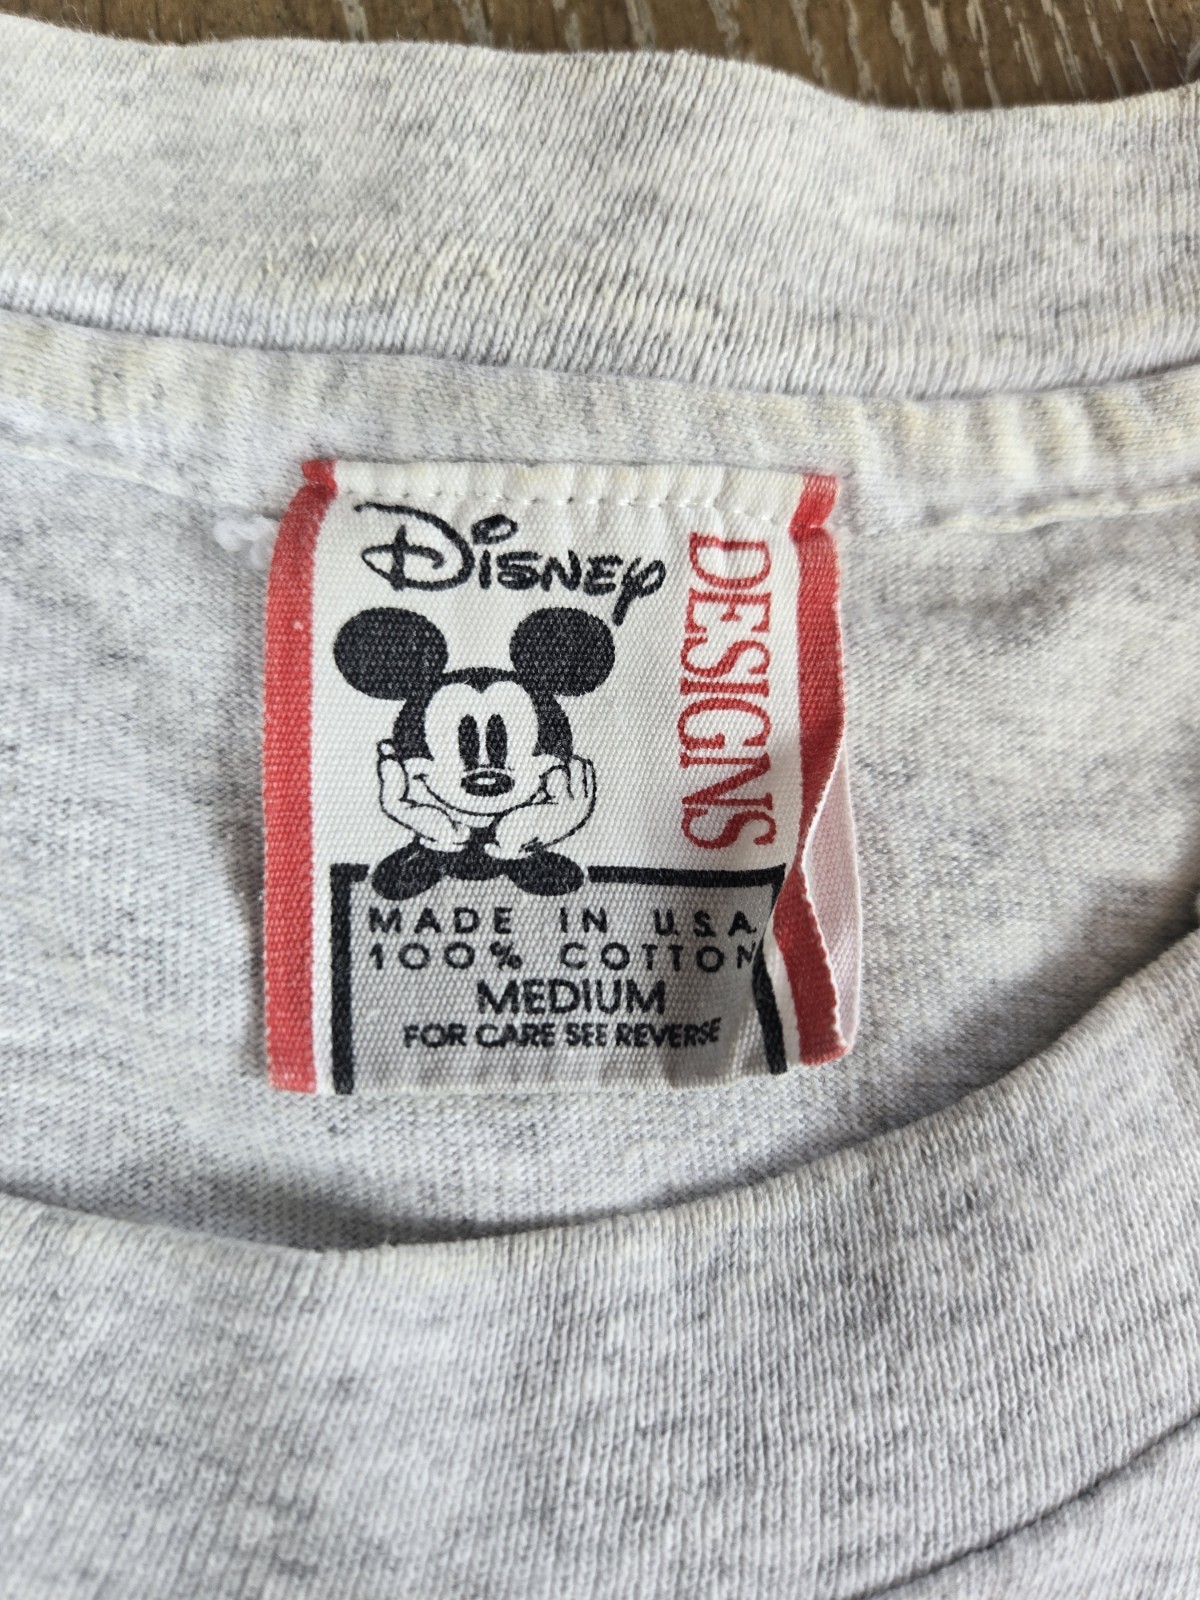 Disney
DESIGNS
MADE IN U.S.A.
100% COTTON
MEDIUM
FOR CARE SEE REVERSE